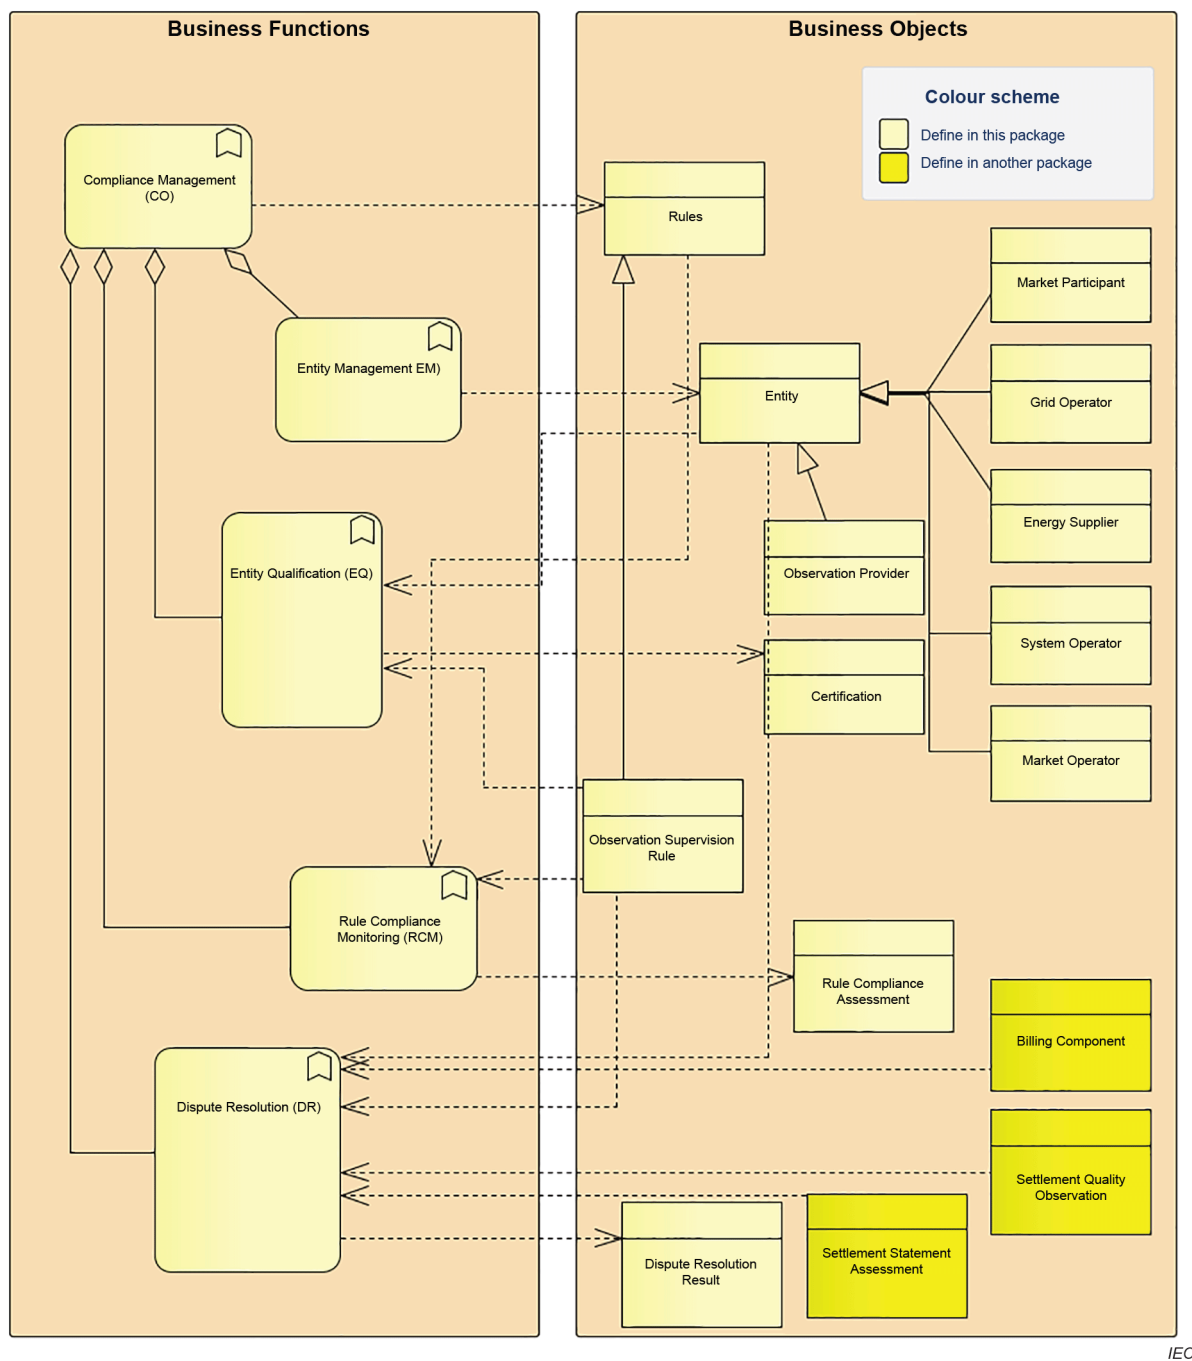 Business Functions
Business Objects
Colour scheme
Define in this package
Define in another package
Compliance Management
(CO)
Rules
Market Participant
Entity Management EM)
Entity
Grid Operator
Energy Supplier
Entity Qualification (EQ)
Observation Provider
System Operator
Certification
Market Operator
Observation Supervision
Rule
Rule Compliance
Monitoring (RCM)
Rule Compliance
Assessment
Billing Component
Dispute Resolution (DR)
Settlement Quality
Observation
Dispute Resolution
Result
Settlement Statement
Assessment
IEC